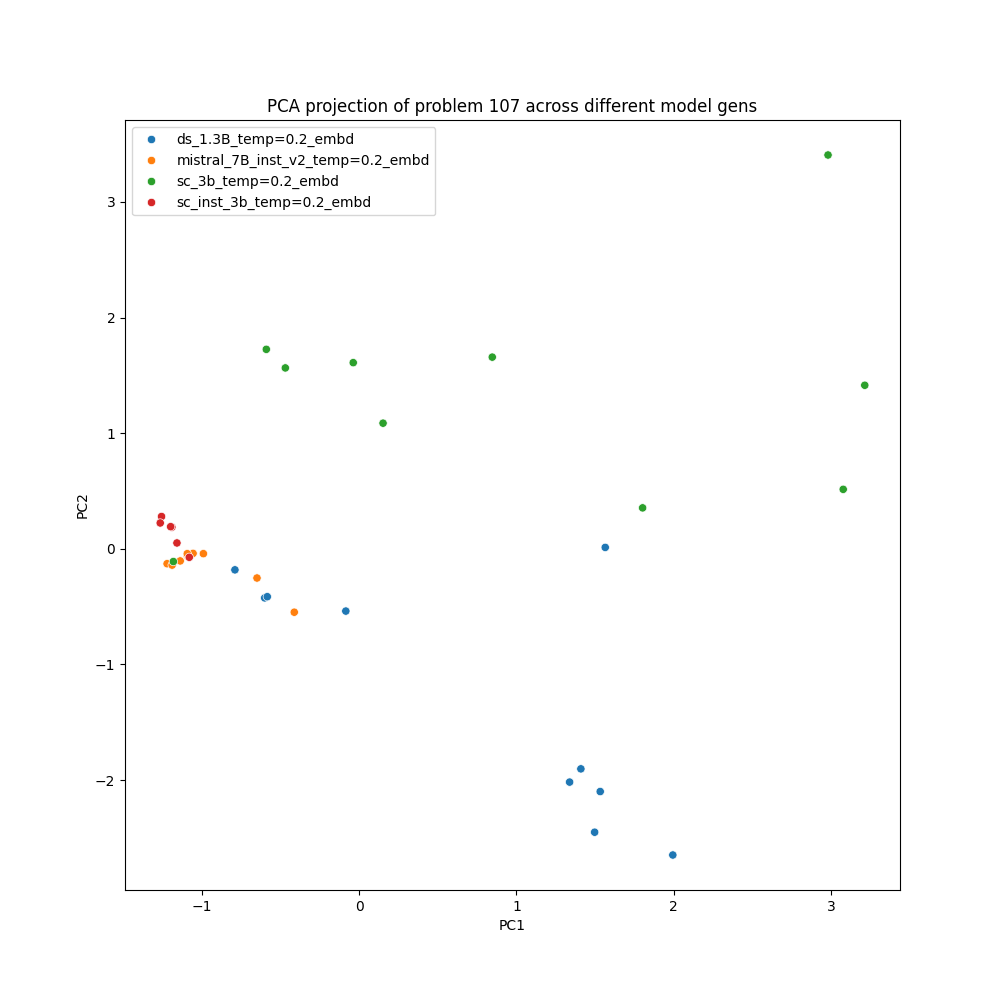 PCA projection of problem 107 across different model gens
ds_1.3B_temp=0.2_embd
mistral_7B_inst_v2_temp=0.2_embd
sc_3b_temp=0.2_embd
sc_inst_3b_temp=0.2_embd
3
2
1
0
−1
−2
PC2
−1
0
1
2
3
PC1